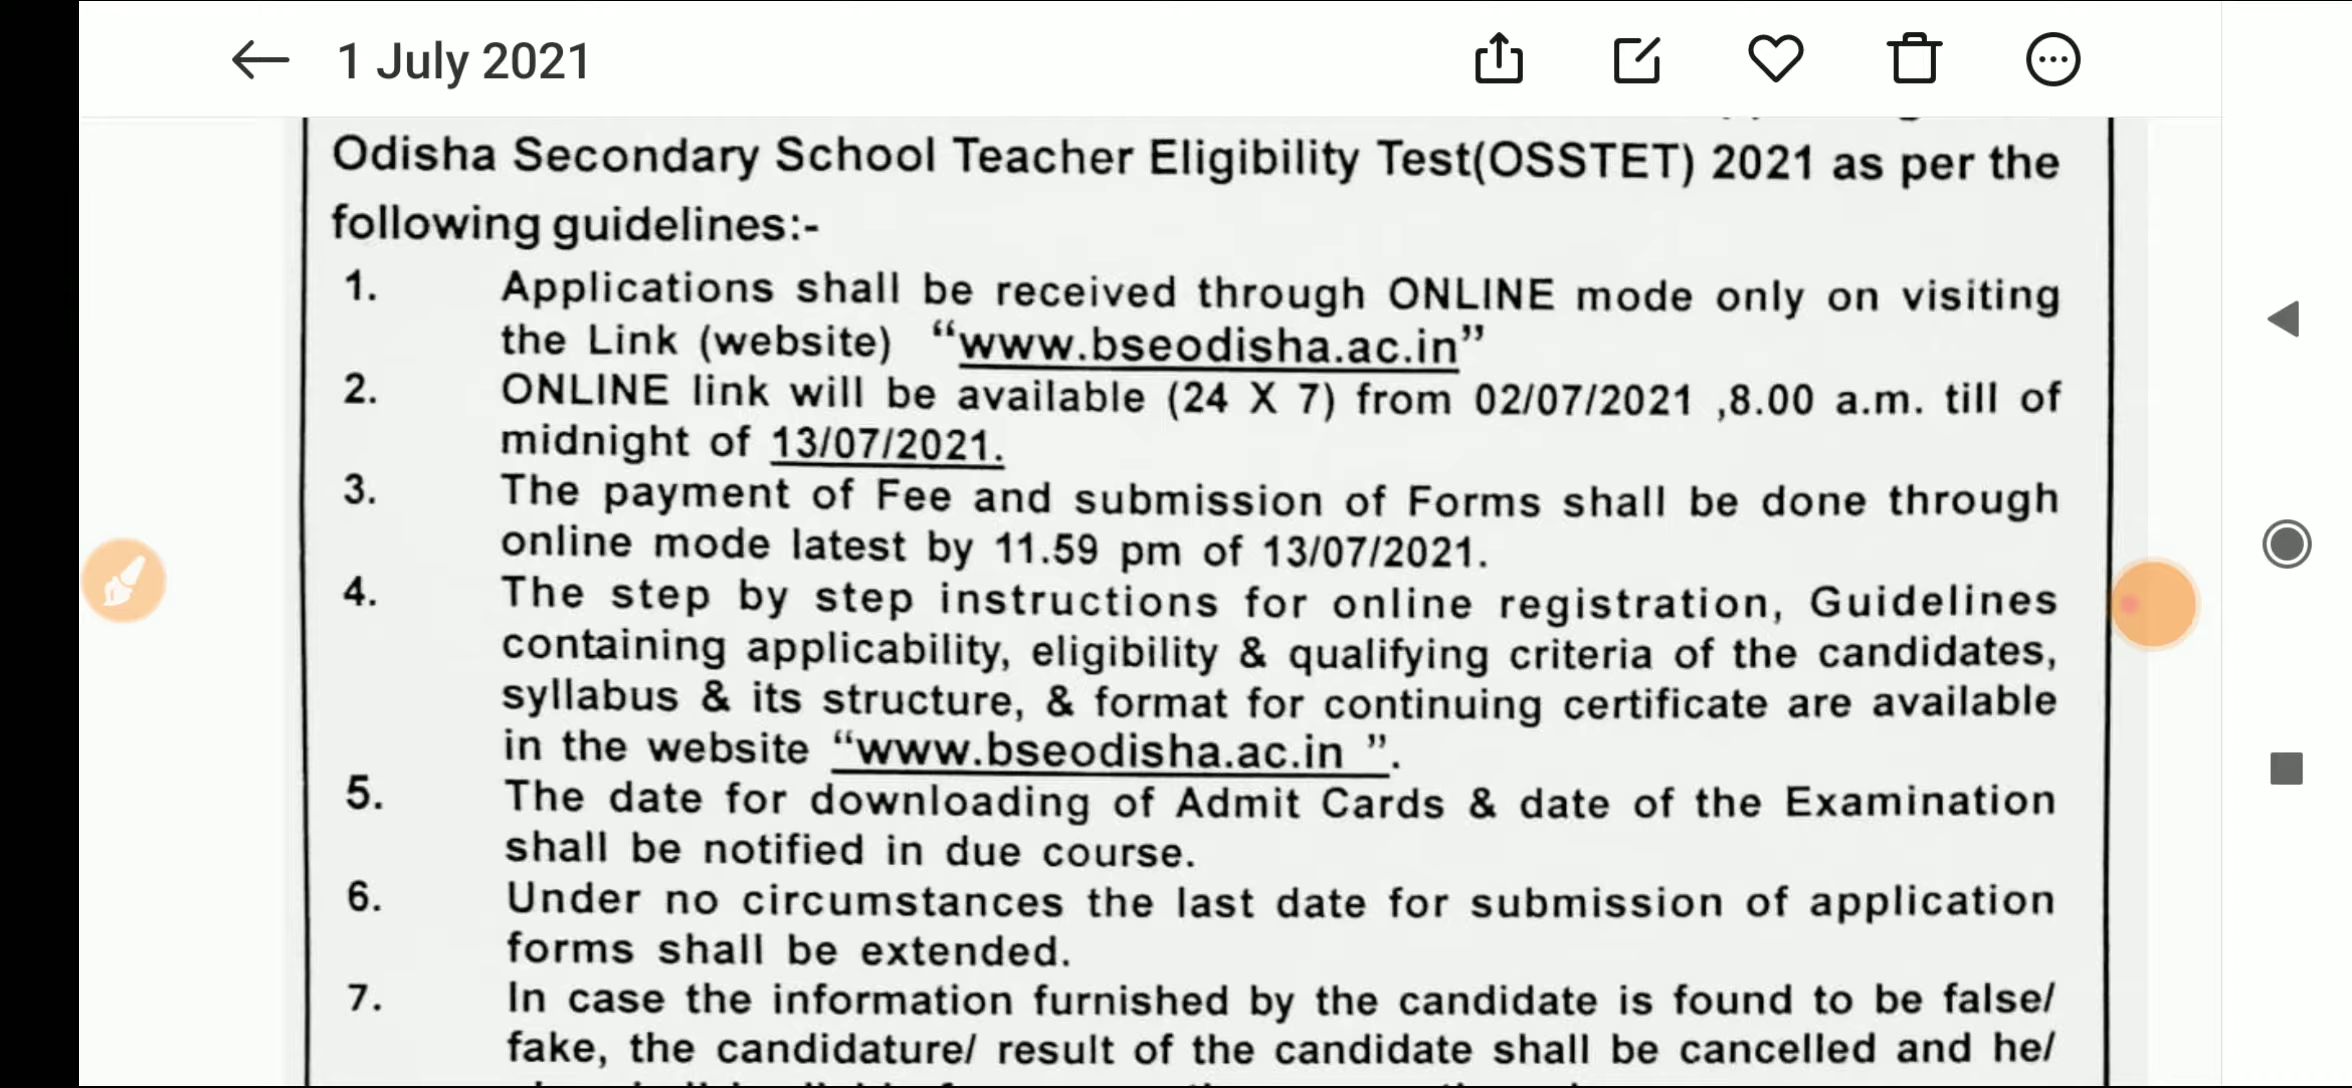 1 July 2021
Odisha Secondary School Teacher Eligibility Test(OSSTET) 2021 as per the
following guidelines:-
1. Applications shall be received through ONLINE mode only on visiting
the Link (website) “www.bseodisha.ac.in”
2. ONLINE link will be available (24 X 7) from 02/07/2021 ,8.00 a.m. till of
midnight of 13/07/2021.
3. The payment of Fee and submission of Forms shall be done through
online mode latest by 11.59 pm of 13/07/2021.
4. The step by step instructions for online registration, Guidelines
containing applicability, eligibility & qualifying criteria of the candidates,
syllabus & its structure, & format for continuing certificate are available
in the website “www.bseodisha.ac.in ”.
5. The date for downloading of Admit Cards & date of the Examination
shall be notified in due course.
6. Under no circumstances the last date for submission of application
forms shall be extended.
7. In case the information furnished by the candidate is found to be false/
fake, the candidature/ result of the candidate shall be cancelled and he/